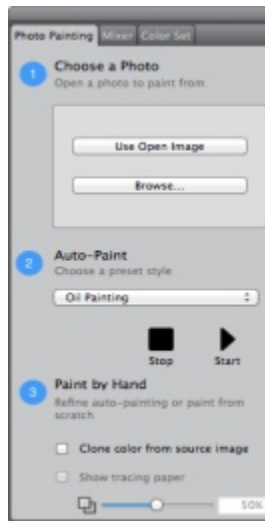 Photo Painting Mixer Color Set
1 Choose a Photo
Open a photo to paint from
Use Open Image
Browse...
2 Auto-Paint
Choose a preset style
Oil Painting
Stop Start
3 Paint by Hand
Refine auto-painting or paint from
scratch
Clone color from source image
Show tracing paper
50%